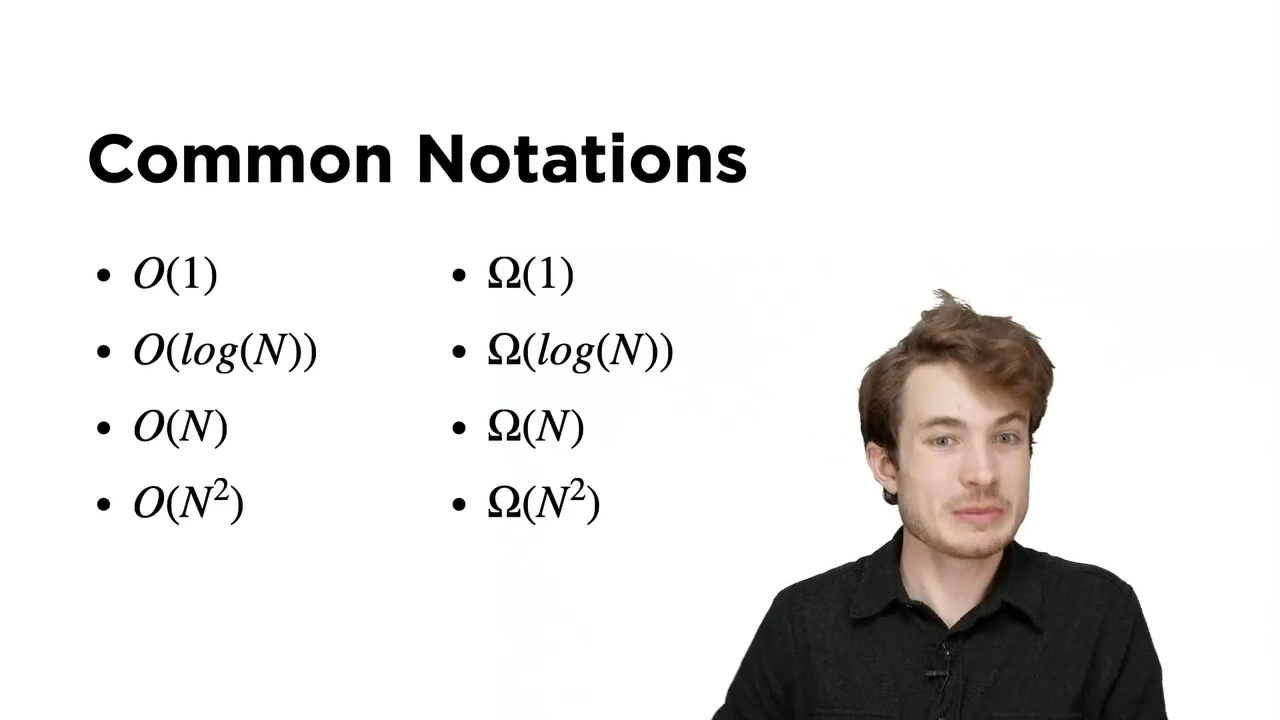 Common Notations
• O(1)
• O(log(N))
• O(N)
• O(N²)
• Ω(1)
• Ω(log(N))
• Ω(N)
• Ω(N²)